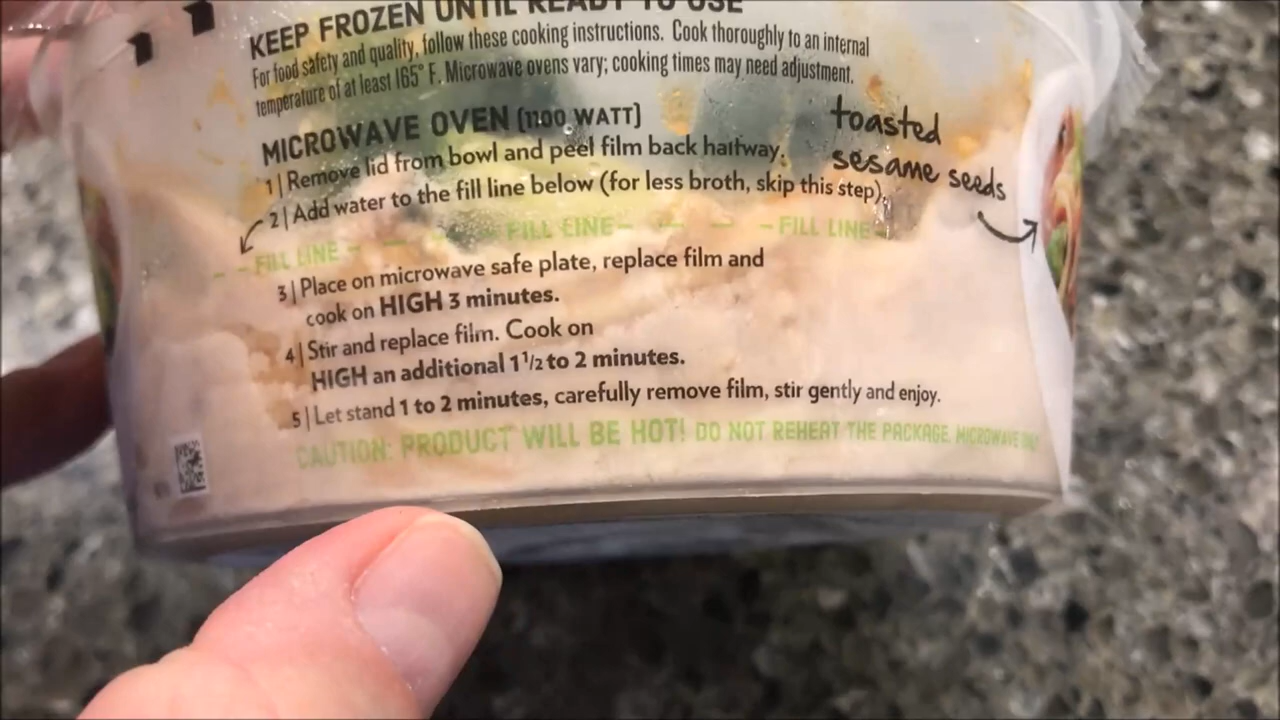 KEEP FROZEN UNTIL READY TO USE
For food safety and quality, follow these cooking instructions. Cook thoroughly to an internal
temperature of at least 165° F. Microwave ovens vary; cooking times may need adjustment.
MICROWAVE OVEN (1100 WATT)
1| Remove lid from bowl and peel film back halfway.
2| Add water to the fill line below (for less broth, skip this step).
FILL LINE FILL LINE FILL LINE
3| Place on microwave safe plate, replace film and
cook on HIGH 3 minutes.
4| Stir and replace film. Cook on
HIGH an additional 1 1/2 to 2 minutes.
5| Let stand 1 to 2 minutes, carefully remove film, stir gently and enjoy.
CAUTION: PRODUCT WILL BE HOT! DO NOT REHEAT THE PACKAGE. MICROWAVE ONLY
toasted
sesame seeds